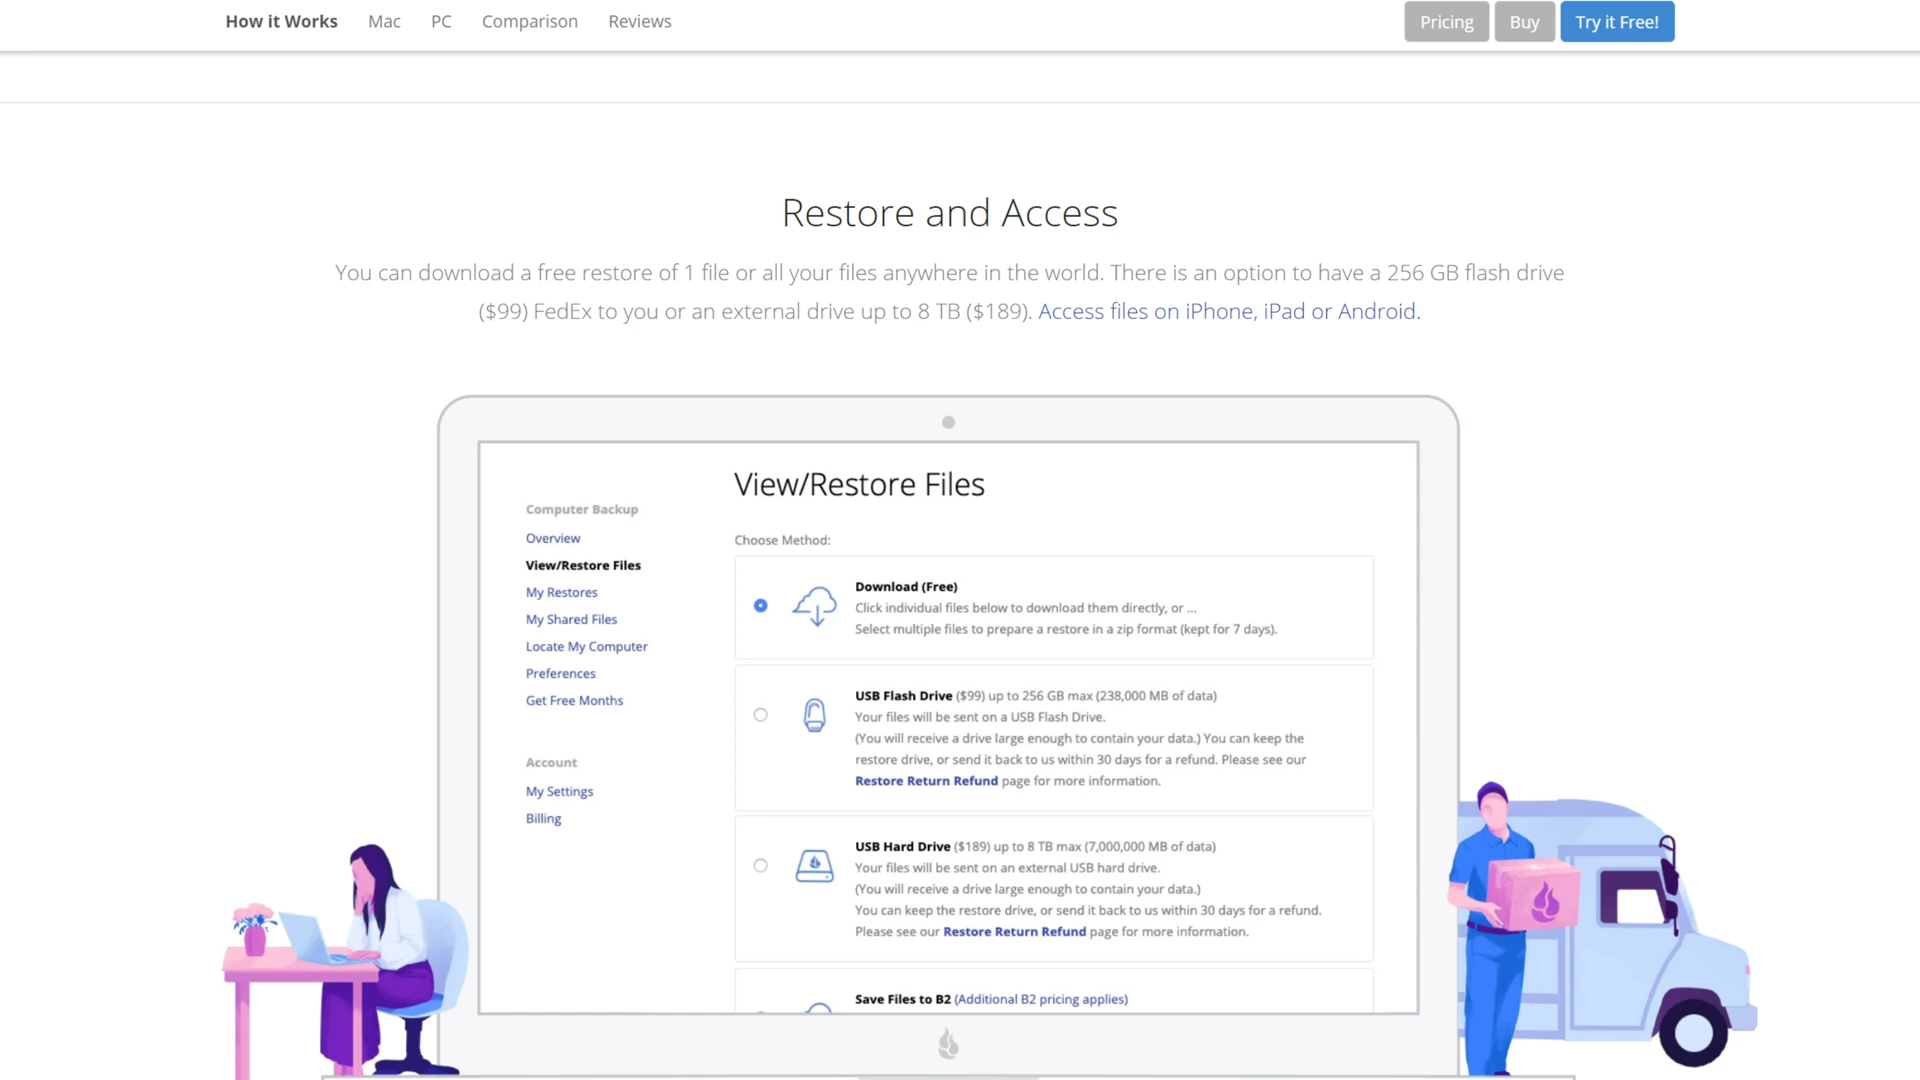 How it Works Mac PC Comparison Reviews Pricing Buy Try it Free!
Restore and Access
You can download a free restore of 1 file or all your files anywhere in the world. There is an option to have a 256 GB flash drive
($99) FedEx to you or an external drive up to 8 TB ($189). Access files on iPhone, iPad or Android.
View/Restore Files
Computer Backup
Overview
View/Restore Files
My Restores
My Shared Files
Locate My Computer
Preferences
Get Free Months
Account
My Settings
Billing
Choose Method:
Download (Free)
Click individual files below to download them directly, or ...
Select multiple files to prepare a restore in a zip format (kept for 7 days).
USB Flash Drive ($99) up to 256 GB max (238,000 MB of data)
Your files will be sent on a USB Flash Drive.
(You will receive a drive large enough to contain your data.) You can keep the
restore drive, or send it back to us within 30 days for a refund. Please see our
Restore Return Refund page for more information.
USB Hard Drive ($189) up to 8 TB max (7,000,000 MB of data)
Your files will be sent on an external USB hard drive.
(You will receive a drive large enough to contain your data.)
You can keep the restore drive, or send it back to us within 30 days for a refund.
Please see our Restore Return Refund page for more information.
Save Files to B2 (Additional B2 pricing applies)